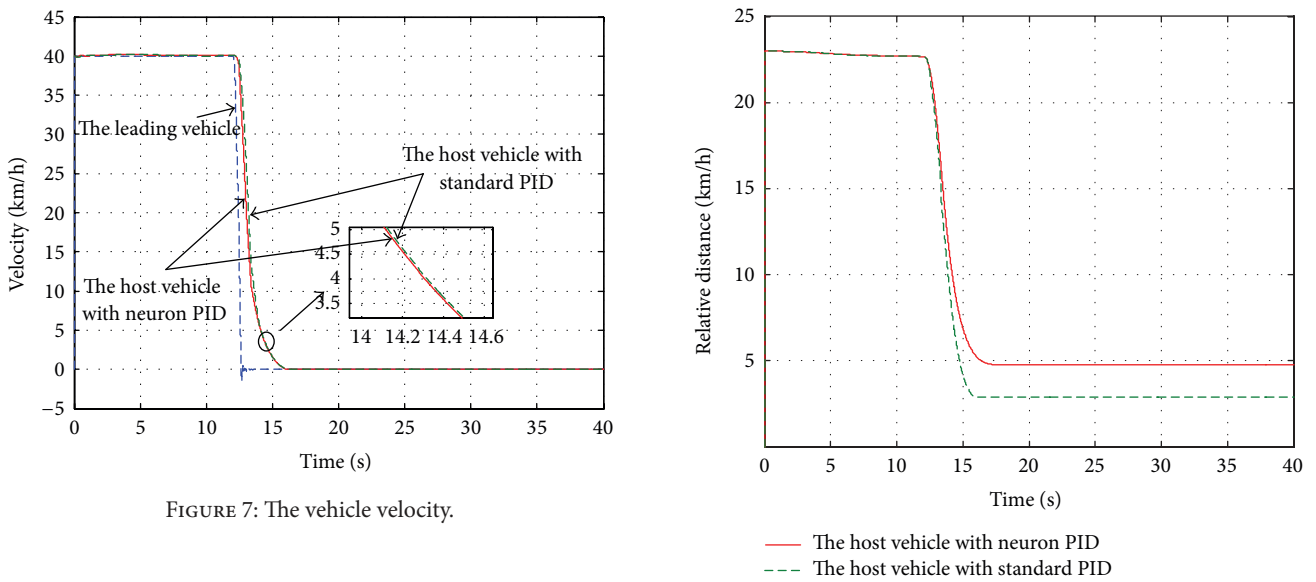 45
40
35
30
25
20
15
10
5
0
−5
Velocity (km/h)
The leading vehicle
The host vehicle with
standard PID
The host vehicle
with neuron PID
5
4.5
4
3.5
14 14.2 14.4 14.6
0 5 10 15 20 25 30 35 40
Time (s)
FIGURE 7: The vehicle velocity.
25
20
15
10
5
Relative distance (km/h)
0 5 10 15 20 25 30 35 40
Time (s)
The host vehicle with neuron PID
The host vehicle with standard PID